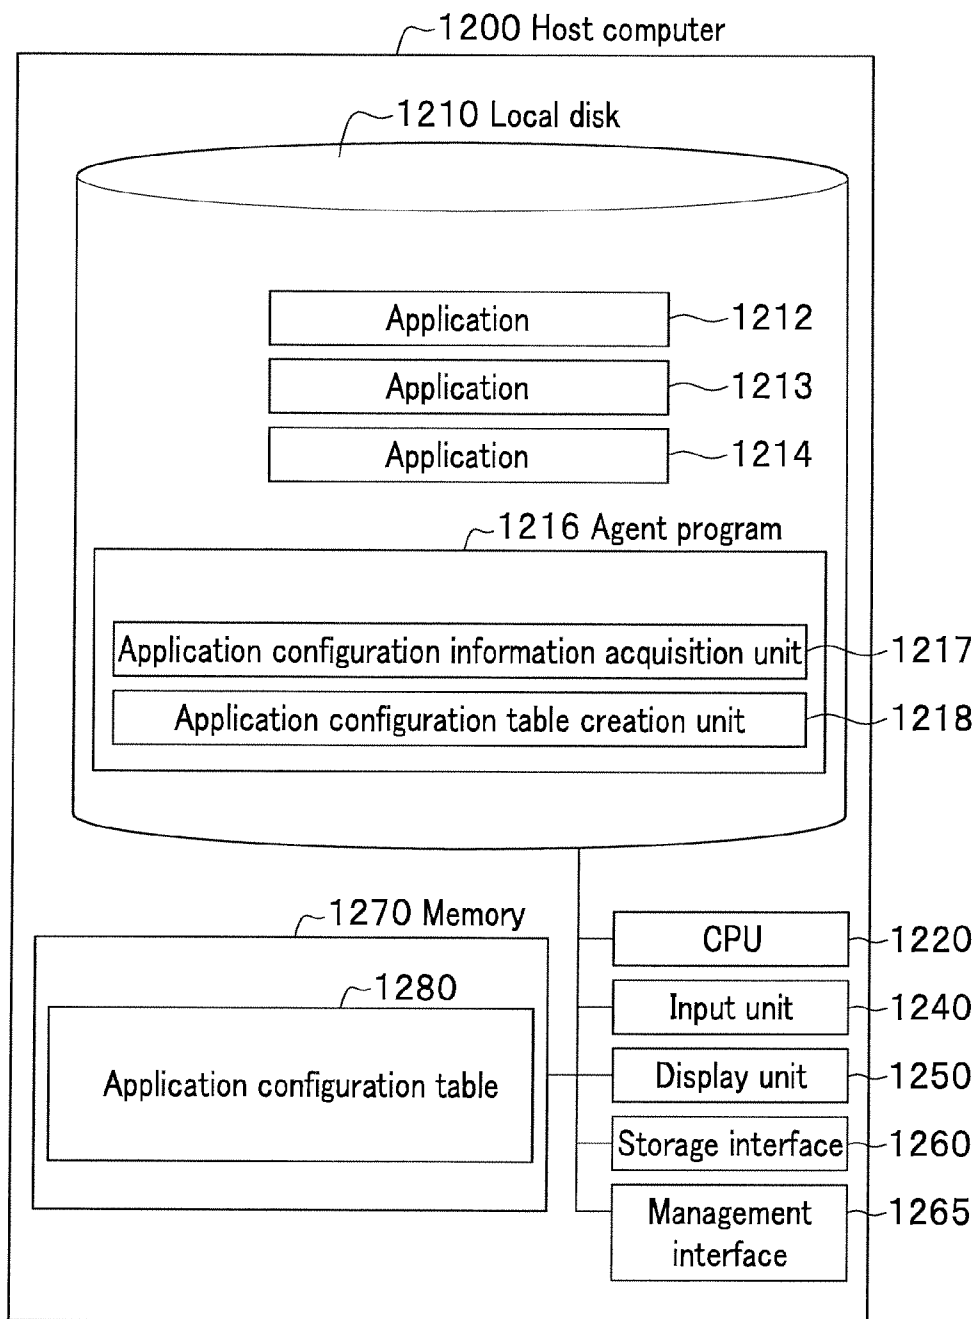 1200 Host computer
1210 Local disk
Application 1212
Application 1213
Application 1214
1216 Agent program
Application configuration information acquisition unit 1217
Application configuration table creation unit 1218
1270 Memory
1280
Application configuration table
CPU 1220
Input unit 1240
Display unit 1250
Storage interface 1260
Management 1265
interface